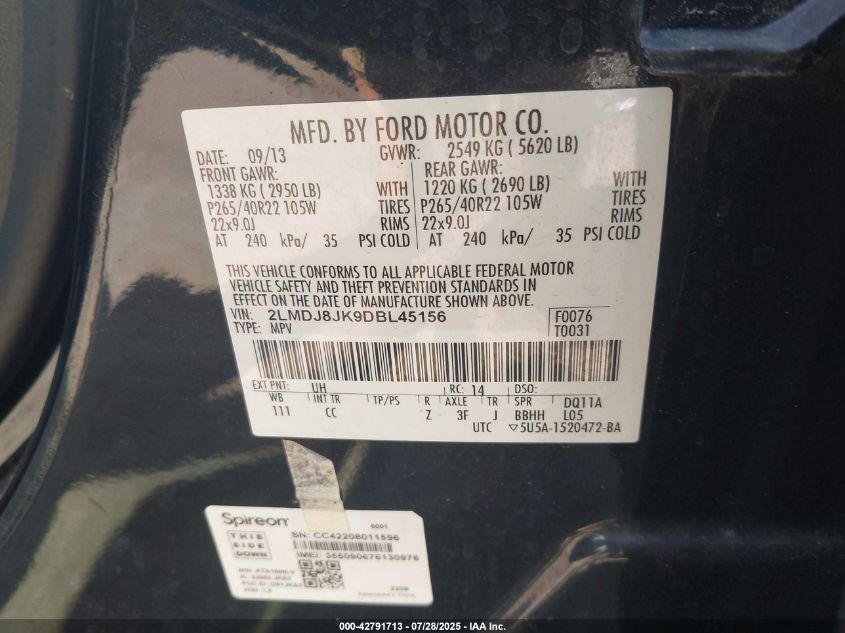 MFD. BY FORD MOTOR CO.
DATE: 09/13 GVWR: 2549 KG ( 5620 LB)
FRONT GAWR: REAR GAWR:
1338 KG ( 2950 LB) WITH 1220 KG ( 2690 LB) WITH
P265/40R22 105W TIRES P265/40R22 105W TIRES
22x9.0J RIMS 22x9.0J RIMS
AT 240 kPa/ 35 PSI COLD AT 240 kPa/ 35 PSI COLD
THIS VEHICLE CONFORMS TO ALL APPLICABLE FEDERAL MOTOR
VEHICLE SAFETY AND THEFT PREVENTION STANDARDS IN
EFFECT ON THE DATE OF MANUFACTURE SHOWN ABOVE.
VIN: 2LMDJ8JK9DBL45156 F0076
TYPE: MPV T0031
EXT PNT: UH RC: 14 DSO:
WB INT TR TP/PS R AXLE TR SPR DQ11A
111 CC Z 3F J BBHH L05
UTC ▽5U5A-1520472-BA
Spireon 0001
THIS SIDE DOWN
SN: CC42208011596
IMEI: 355090676130976
000-42791713 - 07/28/2025 - IAA Inc.